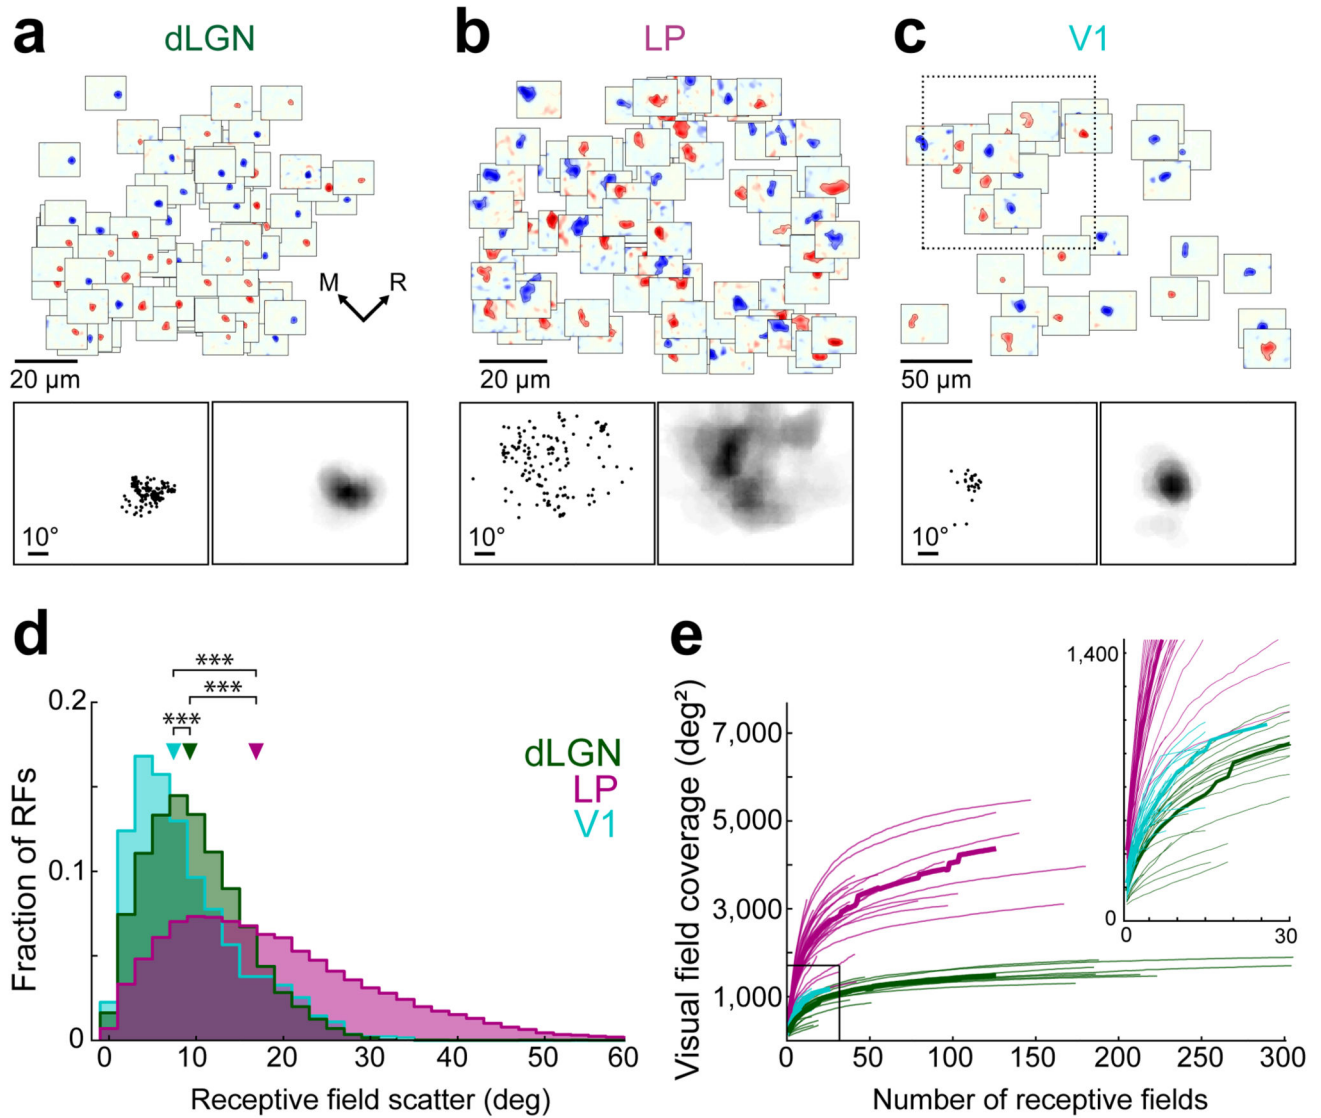 a
dLGN
b
LP
c
V1
M
R
20 µm
20 µm
50 µm
10°
10°
10°
d
***
***
***
0.2
0.1
0
Fraction of RFs
dLGN
LP
V1
0
10
20
30
40
50
60
Receptive field scatter (deg)
e
Visual field coverage (deg²)
7,000
5,000
3,000
1,000
0
50
100
150
200
250
300
Number of receptive fields
1,400
0
0
30